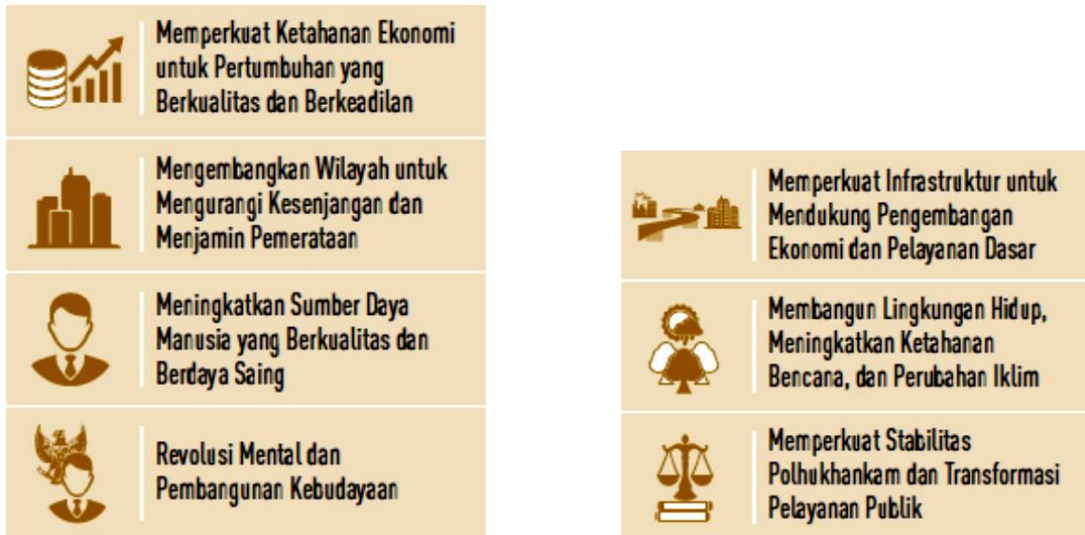 Memperkuat Ketahanan Ekonomi
untuk Pertumbuhan yang
Berkualitas dan Berkeadilan
Mengembangkan Wilayah untuk
Mengurangi Kesenjangan dan
Menjamin Pemerataan
Meningkatkan Sumber Daya
Manusia yang Berkualitas dan
Berdaya Saing
Revolusi Mental dan
Pembangunan Kebudayaan
Memperkuat Infrastruktur untuk
Mendukung Pengembangan
Ekonomi dan Pelayanan Dasar
Membangun Lingkungan Hidup,
Meningkatkan Ketahanan
Bencana, dan Perubahan Iklim
Memperkuat Stabilitas
Polhukhankam dan Transformasi
Pelayanan Publik